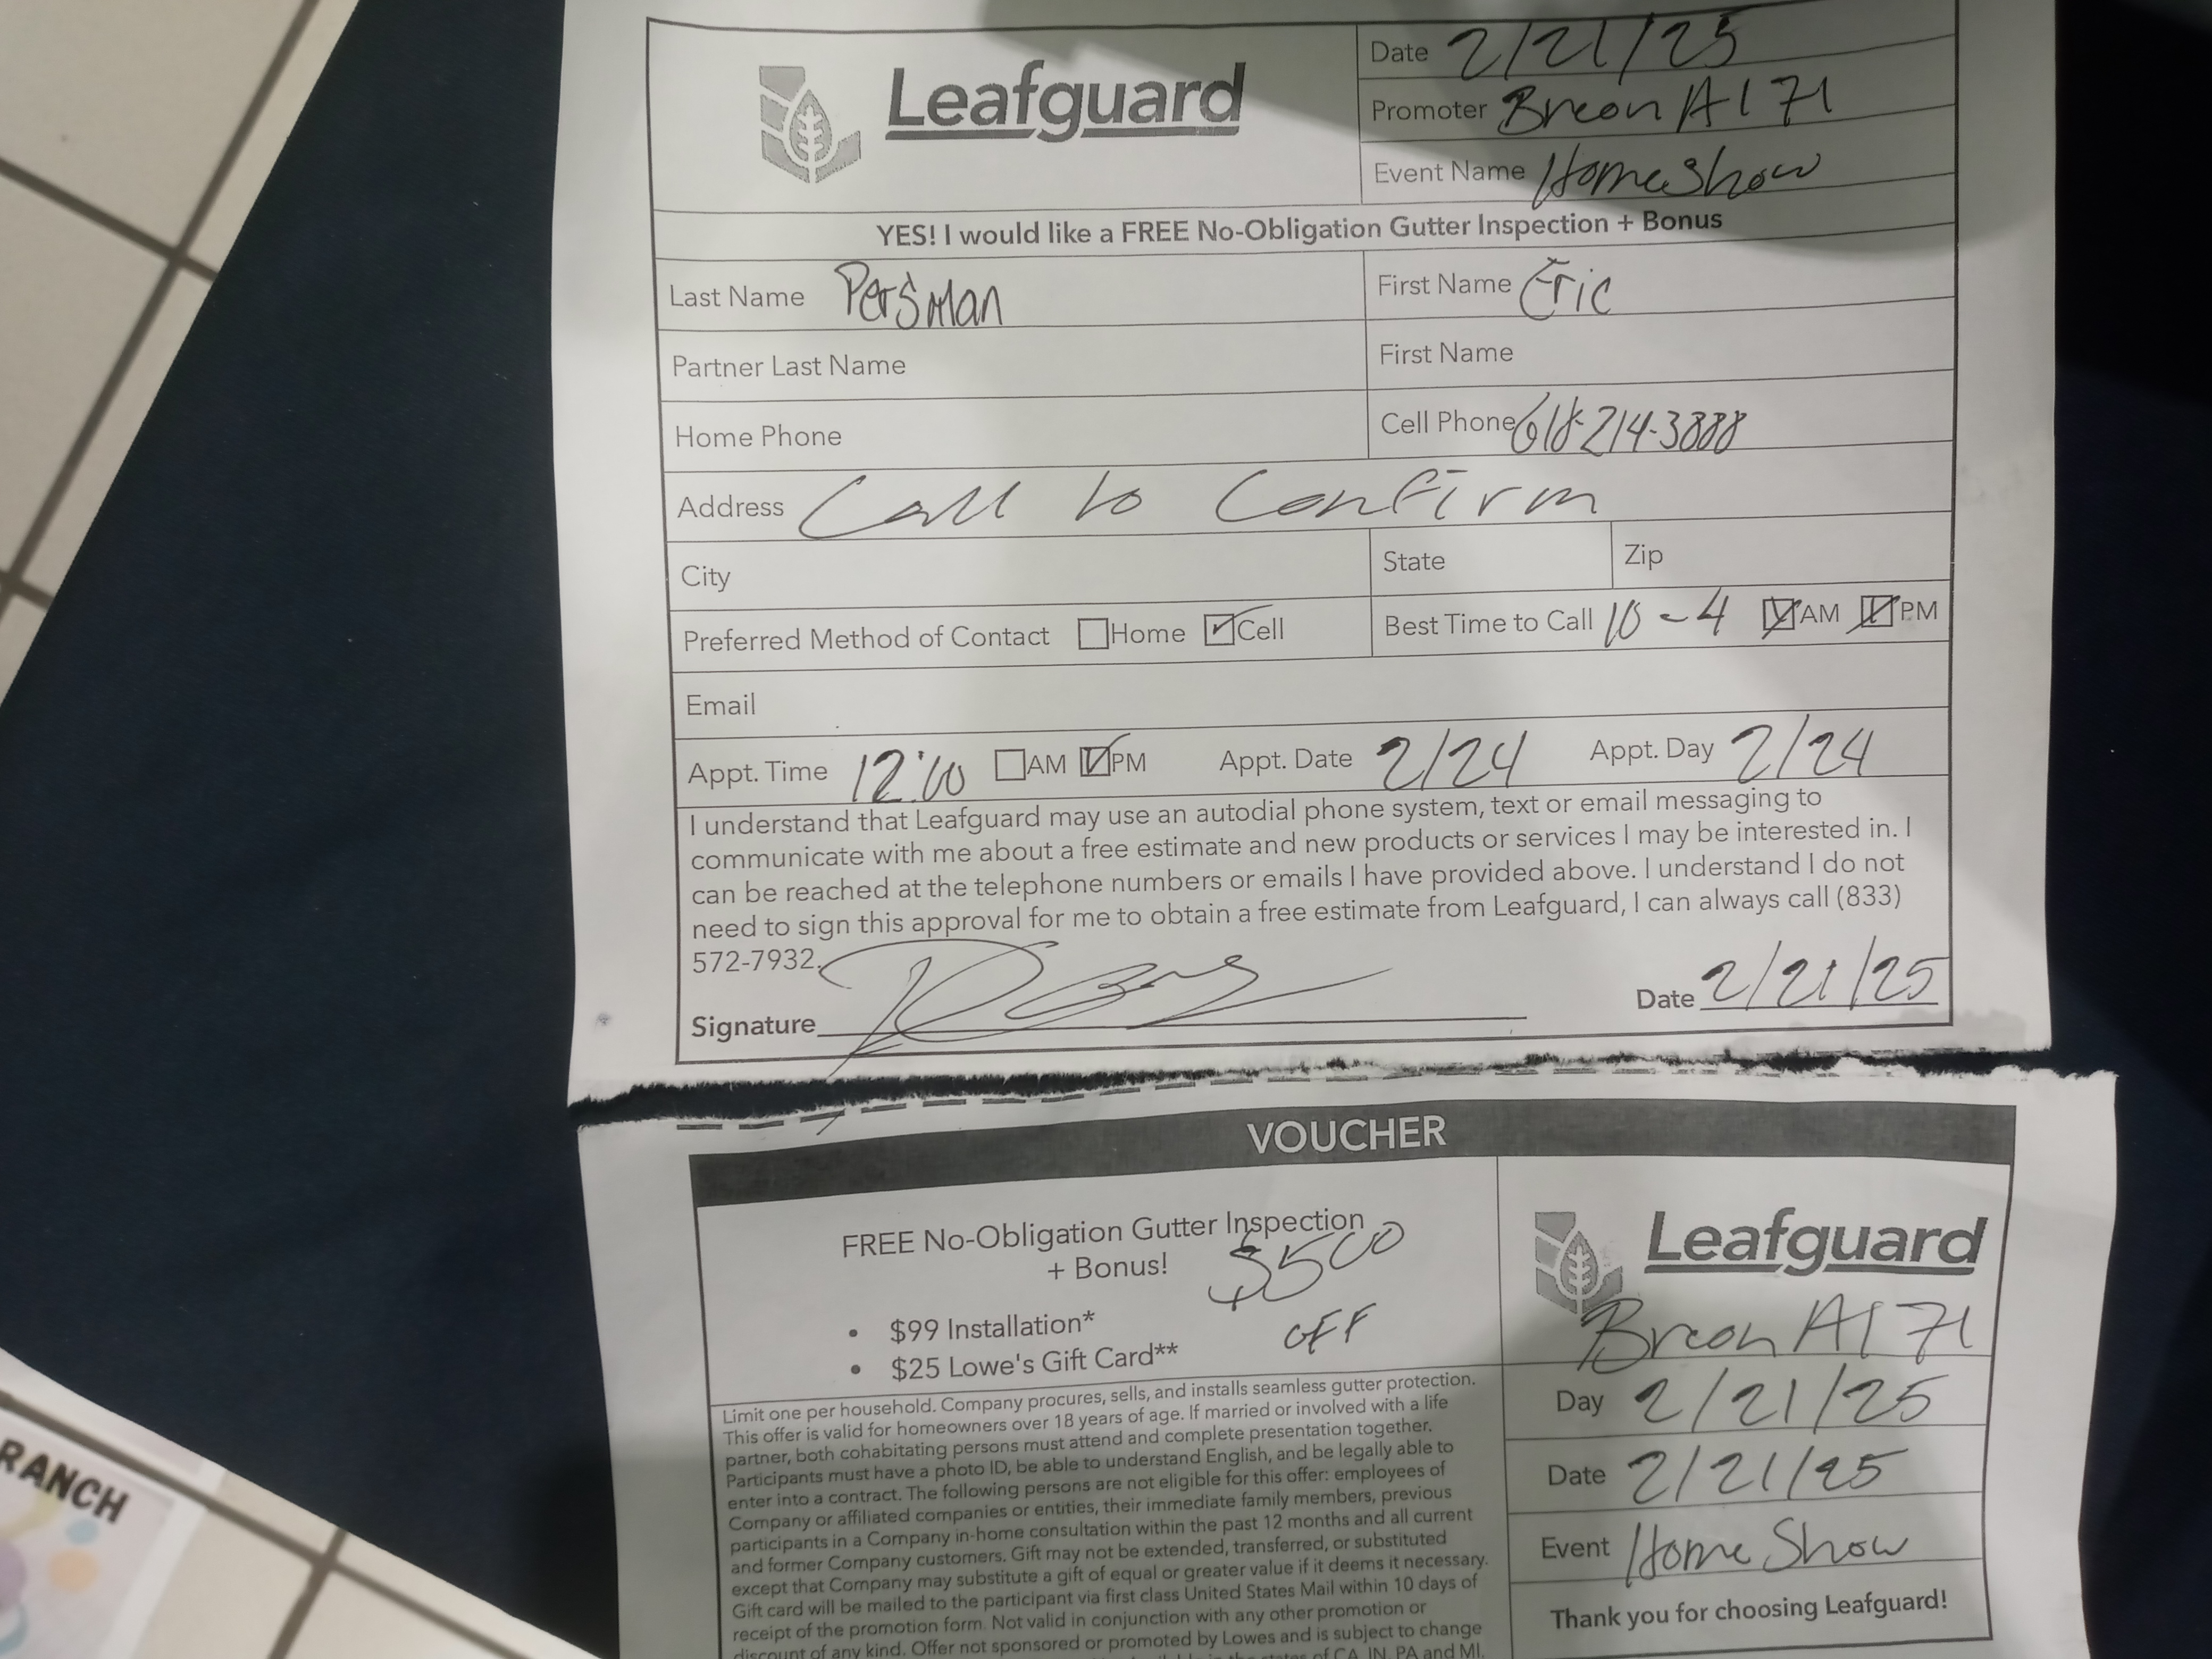 RANCH
Leafguard
Date 2/21/25
Promoter Breon A171
Event Name Home Show
YES! I would like a FREE No-Obligation Gutter Inspection + Bonus
Last Name Persman First Name Eric
Partner Last Name First Name
Home Phone Cell Phone 618-274-3888
Address Call to Confirm
City State Zip
Preferred Method of Contact Home Cell Best Time to Call 10-4 AM PM
Email
Appt. Time 12:00 AM PM Appt. Date 2/24 Appt. Day 2/24
I understand that Leafguard may use an autodial phone system, text or email messaging to
communicate with me about a free estimate and new products or services I may be interested in. I
can be reached at the telephone numbers or emails I have provided above. I understand I do not
need to sign this approval for me to obtain a free estimate from Leafguard, I can always call (833)
572-7932.
Signature Date 2/21/25
VOUCHER
FREE No-Obligation Gutter Inspection
+ Bonus!
$500
OFF
• $99 Installation*
• $25 Lowe's Gift Card**
Limit one per household. Company procures, sells, and installs seamless gutter protection.
This offer is valid for homeowners over 18 years of age. If married or involved with a life
partner, both cohabitating persons must attend and complete presentation together.
Participants must have a photo ID, be able to understand English, and be legally able to
enter into a contract. The following persons are not eligible for this offer: employees of
Company or affiliated companies or entities, their immediate family members, previous
participants in a Company in-home consultation within the past 12 months and all current
and former Company customers. Gift may not be extended, transferred, or substituted
except that Company may substitute a gift of equal or greater value if it deems it necessary.
Gift card will be mailed to the participant via first class United States Mail within 10 days of
receipt of the promotion form. Not valid in conjunction with any other promotion or
discount of any kind. Offer not sponsored or promoted by Lowes and is subject to change
the states of CA, IN, PA and MI.
Leafguard
Breon A171
Day 2/21/25
Date 2/21/25
Event Home Show
Thank you for choosing Leafguard!